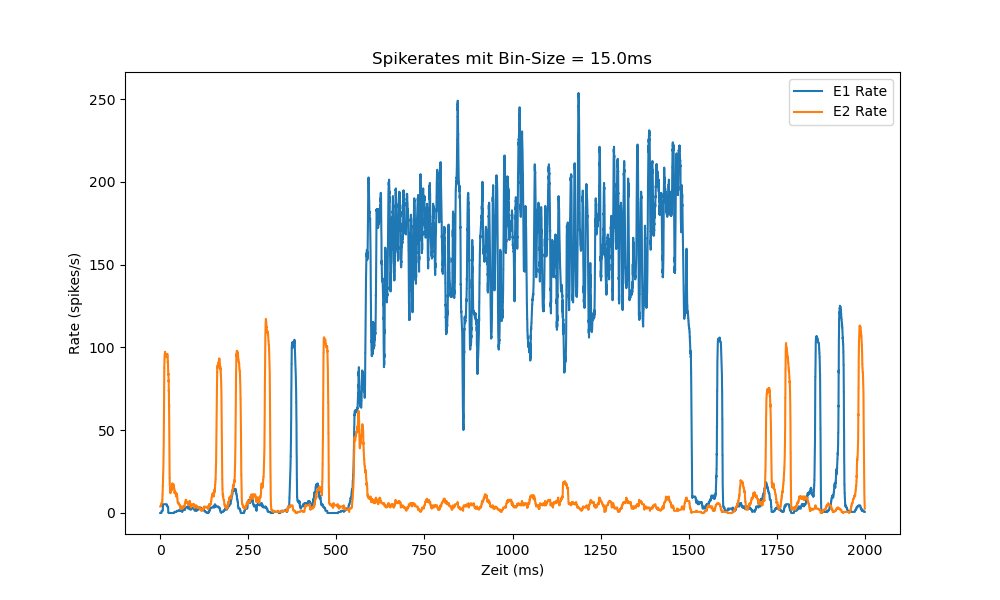 Spikerates mit Bin-Size = 15.0ms
E1 Rate
E2 Rate
Rate (spikes/s)
250
200
150
100
50
0
0 250 500 750 1000 1250 1500 1750 2000
Zeit (ms)